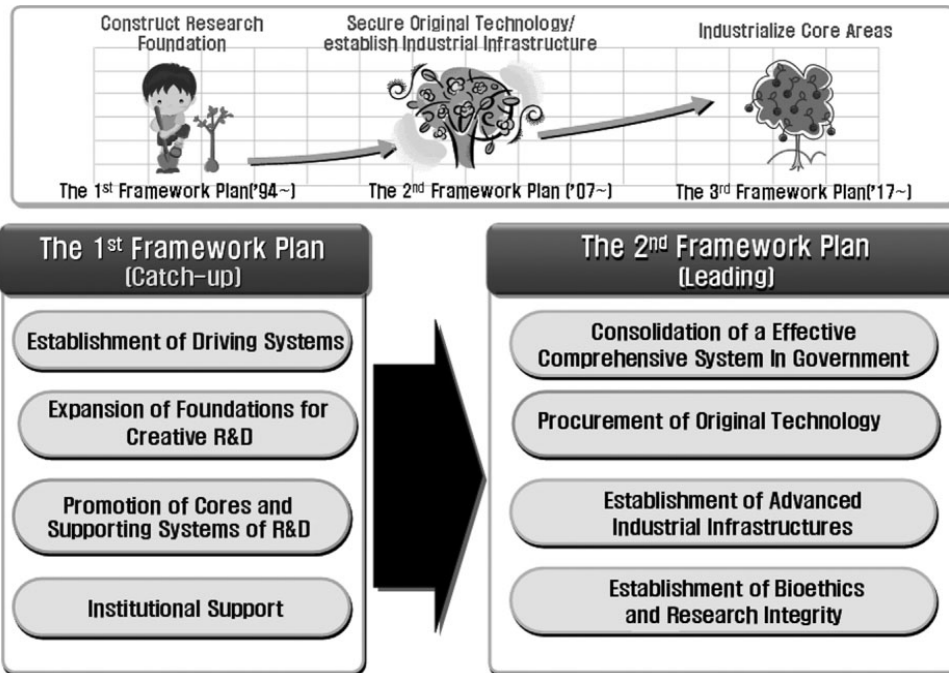 Construct Research
Foundation
Secure Original Technology/
establish Industrial Infrastructure
Industrialize Core Areas
The 1st Framework Plan('94~)
The 2nd Framework Plan ('07~)
The 3rd Framework Plan('17~)
The 1st Framework Plan
(Catch-up)
Establishment of Driving Systems
Expansion of Foundations for
Creative R&D
Promotion of Cores and
Supporting Systems of R&D
Institutional Support
The 2nd Framework Plan
(Leading)
Consolidation of a Effective
Comprehensive System In Government
Procurement of Original Technology
Establishment of Advanced
Industrial Infrastructures
Establishment of Bioethics
and Research Integrity